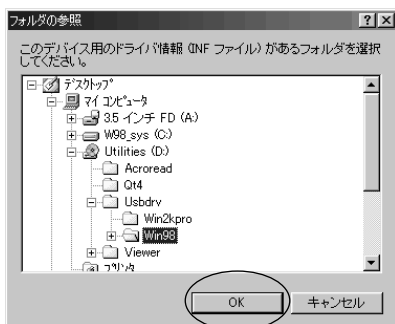 フォルダの参照
このデバイス用のドライバ情報 (INF ファイル) があるフォルダを選択
してください。
デスクトップ
マイ コンピュータ
3.5 インチ FD (A:)
W98_sys (C:)
Utilities (D:)
Acroread
Qt4
Usbdrv
Win2kpro
Win98
Viewer
プリンタ
OK
キャンセル